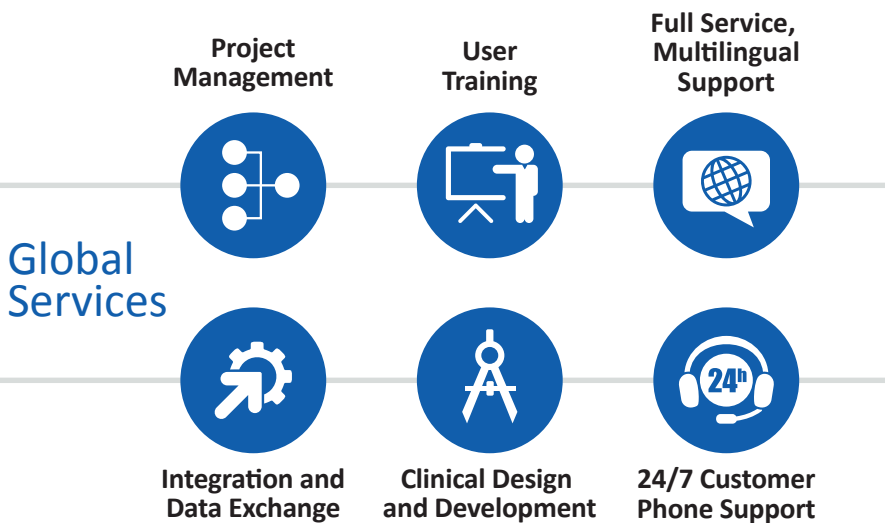 Project
Management
User
Training
Full Service,
Multilingual
Support
Global
Services
24h
Integration and
Data Exchange
Clinical Design
and Development
24/7 Customer
Phone Support